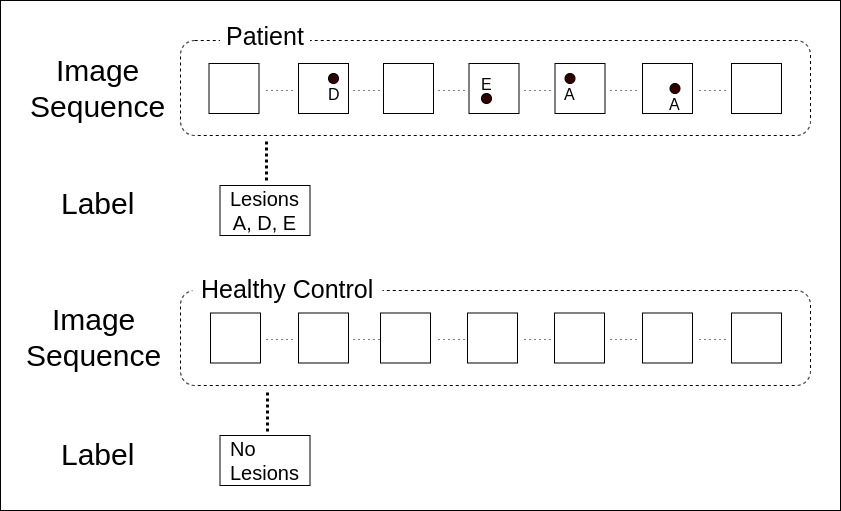 Patient
Image
Sequence
D
E
A
A
Label
Lesions
A, D, E
Healthy Control
Image
Sequence
Label
No
Lesions